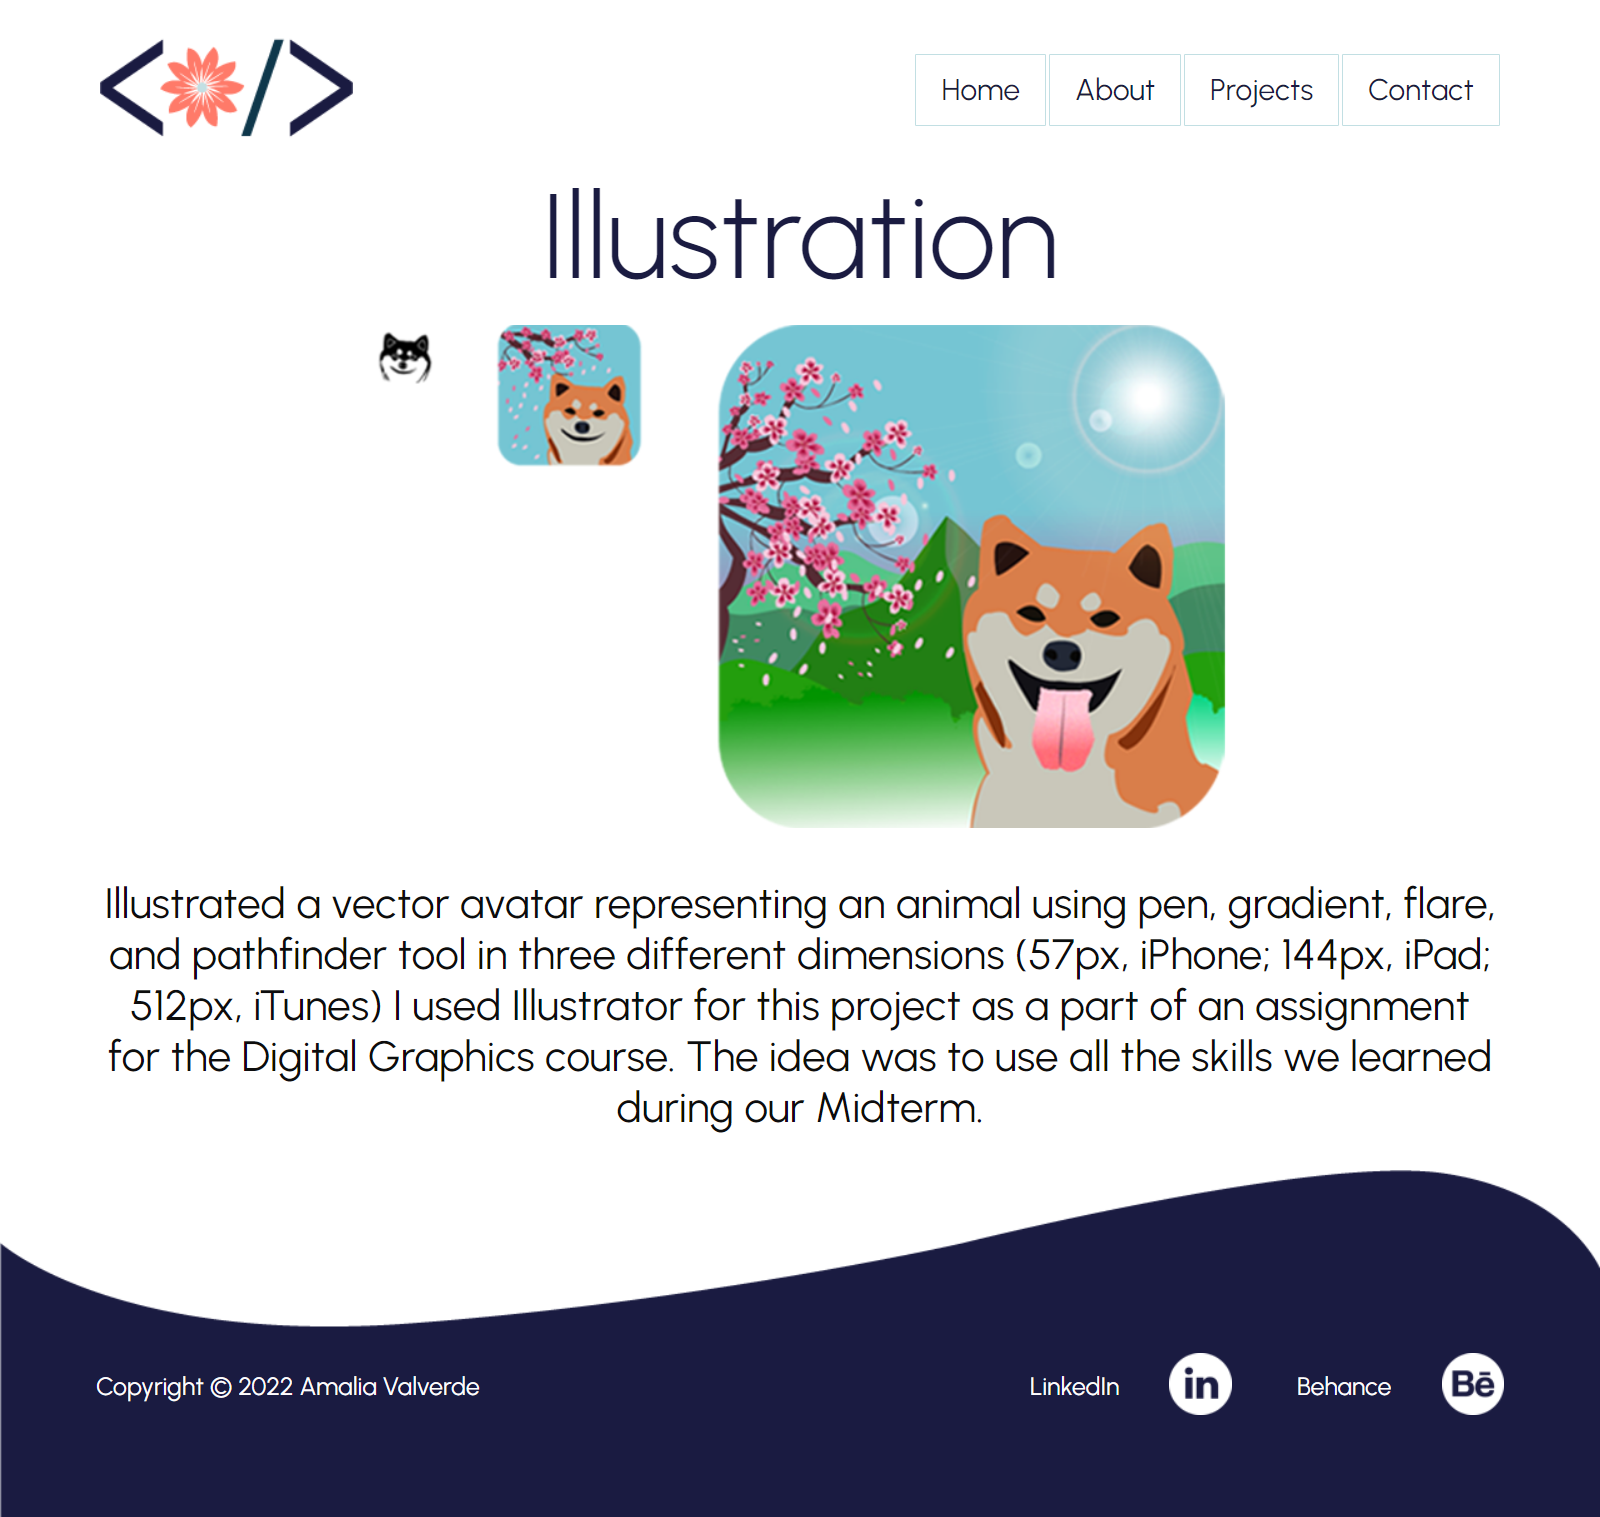 Home About Projects Contact
Illustration
Illustrated a vector avatar representing an animal using pen, gradient, flare,
and pathfinder tool in three different dimensions (57px, iPhone; 144px, iPad;
512px, iTunes) I used Illustrator for this project as a part of an assignment
for the Digital Graphics course. The idea was to use all the skills we learned
during our Midterm.
Copyright © 2022 Amalia Valverde LinkedIn in Behance Bē